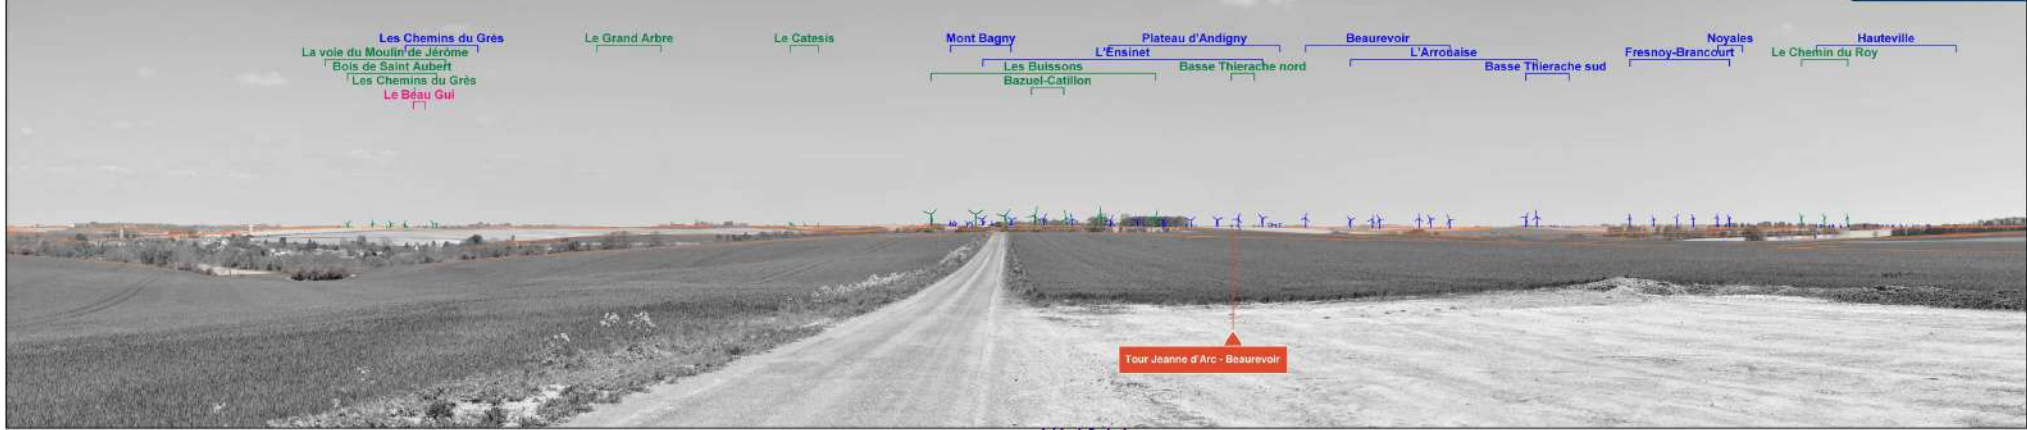 Les Chemins du Grès
Le Grand Arbre
Le Catesis
Mont Bagny
Plateau d'Andigny
Beaurevoir
Noyales
Hauteville
La voie du Moulin de Jérôme
L'Ensinet
L'Arrouaise
Fresnoy-Brancourt
Le Chemin du Roy
Bois de Saint Aubert
Les Buissons
Basse Thierache nord
Basse Thierache sud
Les Chemins du Grès
Bazuel-Catillon
Le Beau Gui
Tour Jeanne d'Arc - Beaurevoir